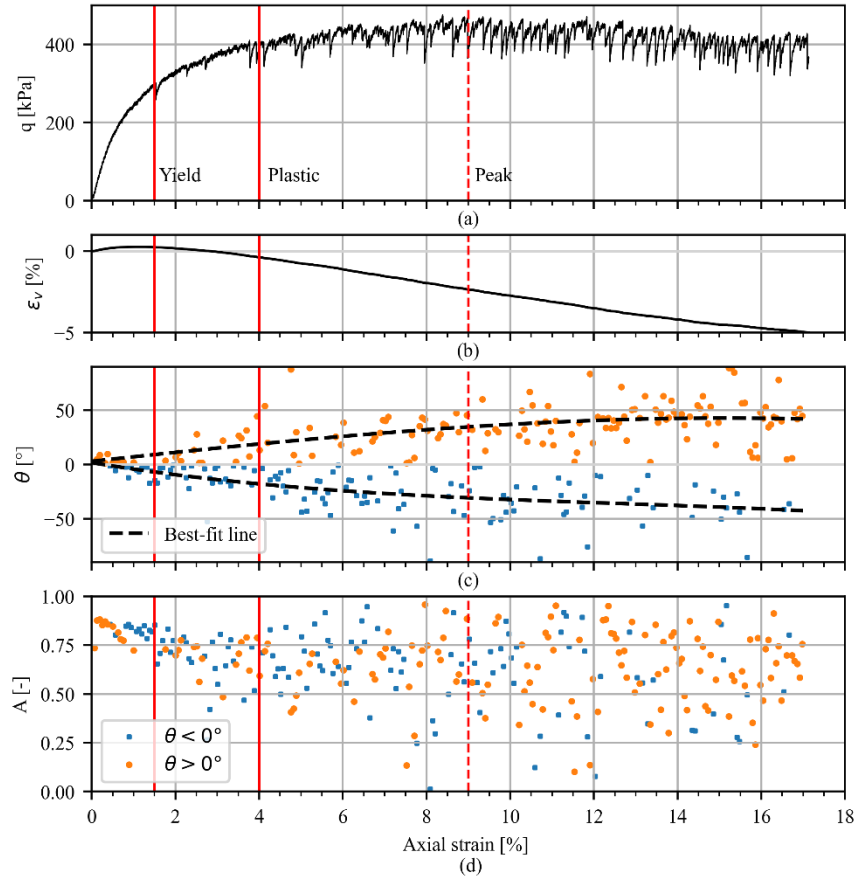 400
200
0
q [kPa]
Yield
Plastic
Peak
(a)
0
−5
εᵥ [%]
(b)
50
0
−50
θ [°]
Best-fit line
(c)
1.00
0.75
0.50
0.25
0.00
A [-]
θ < 0°
θ > 0°
0 2 4 6 8 10 12 14 16 18
Axial strain [%]
(d)